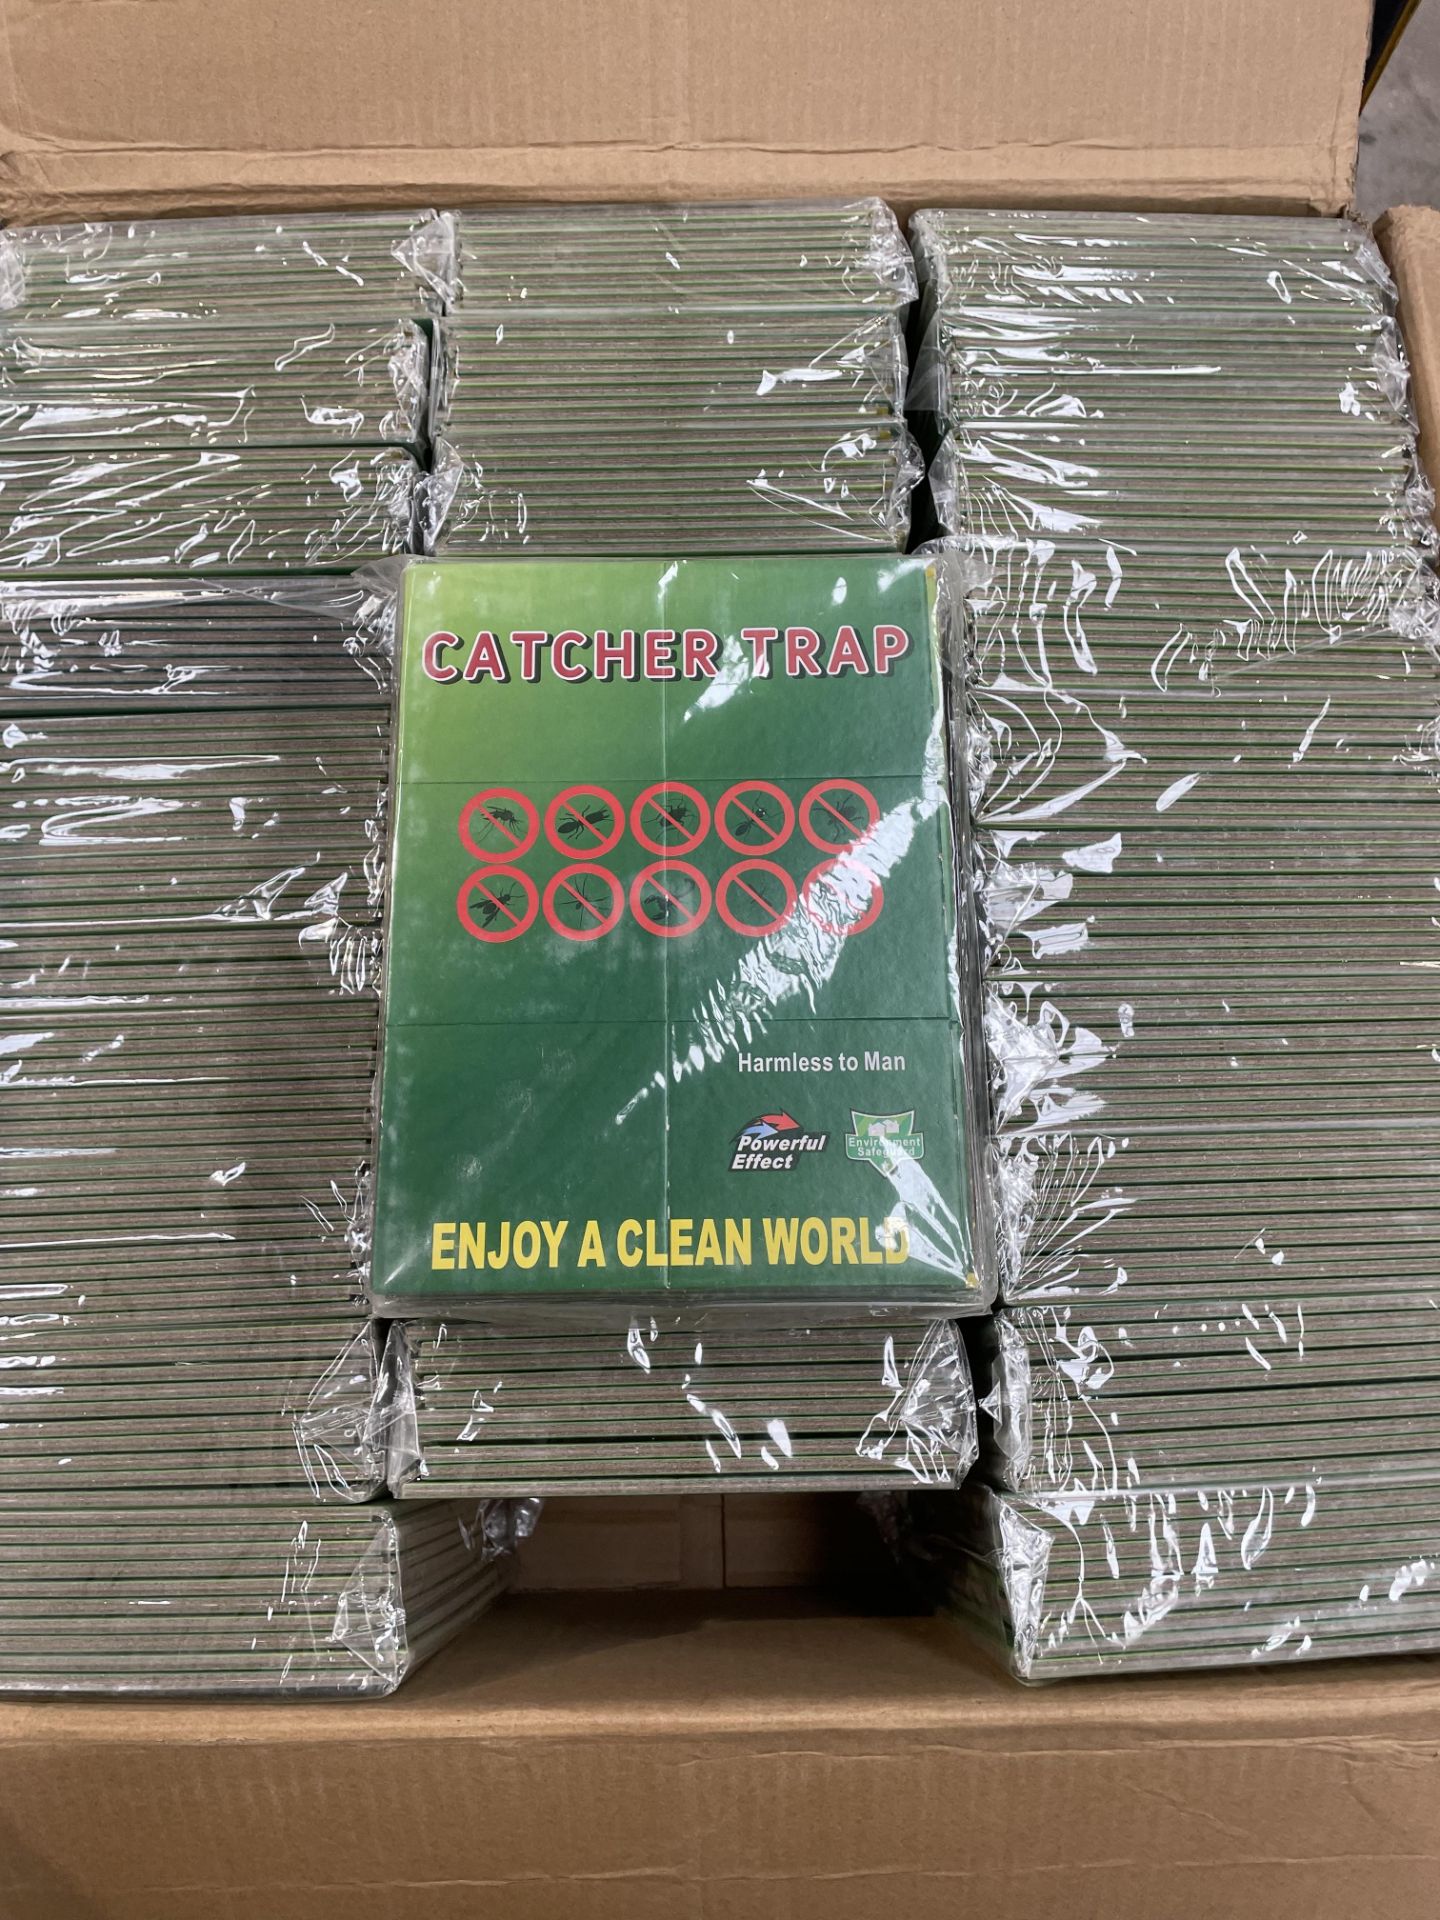 CATCHER TRAP
Harmless to Man
Powerful
Effect
Environment
Safeguard
ENJOY A CLEAN WORLD